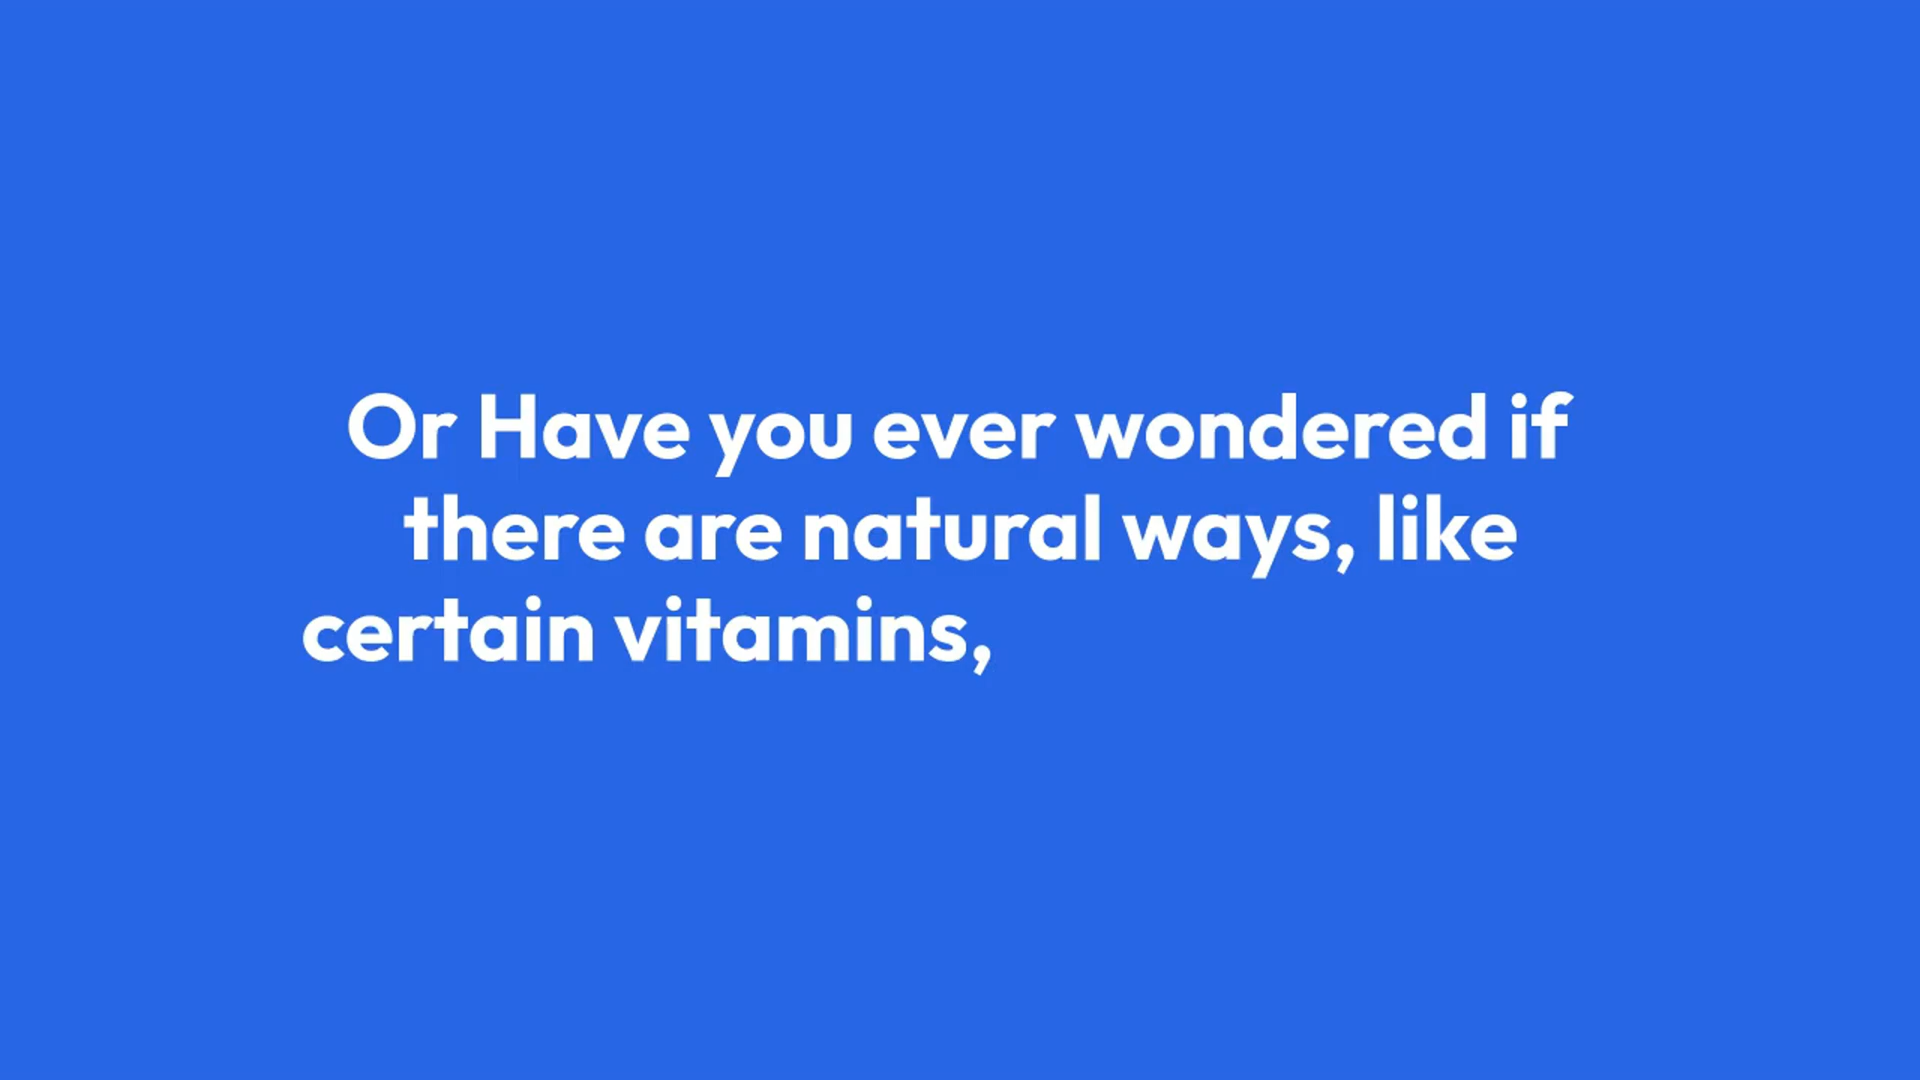 Or Have you ever wondered if
there are natural ways, like
certain vitamins,